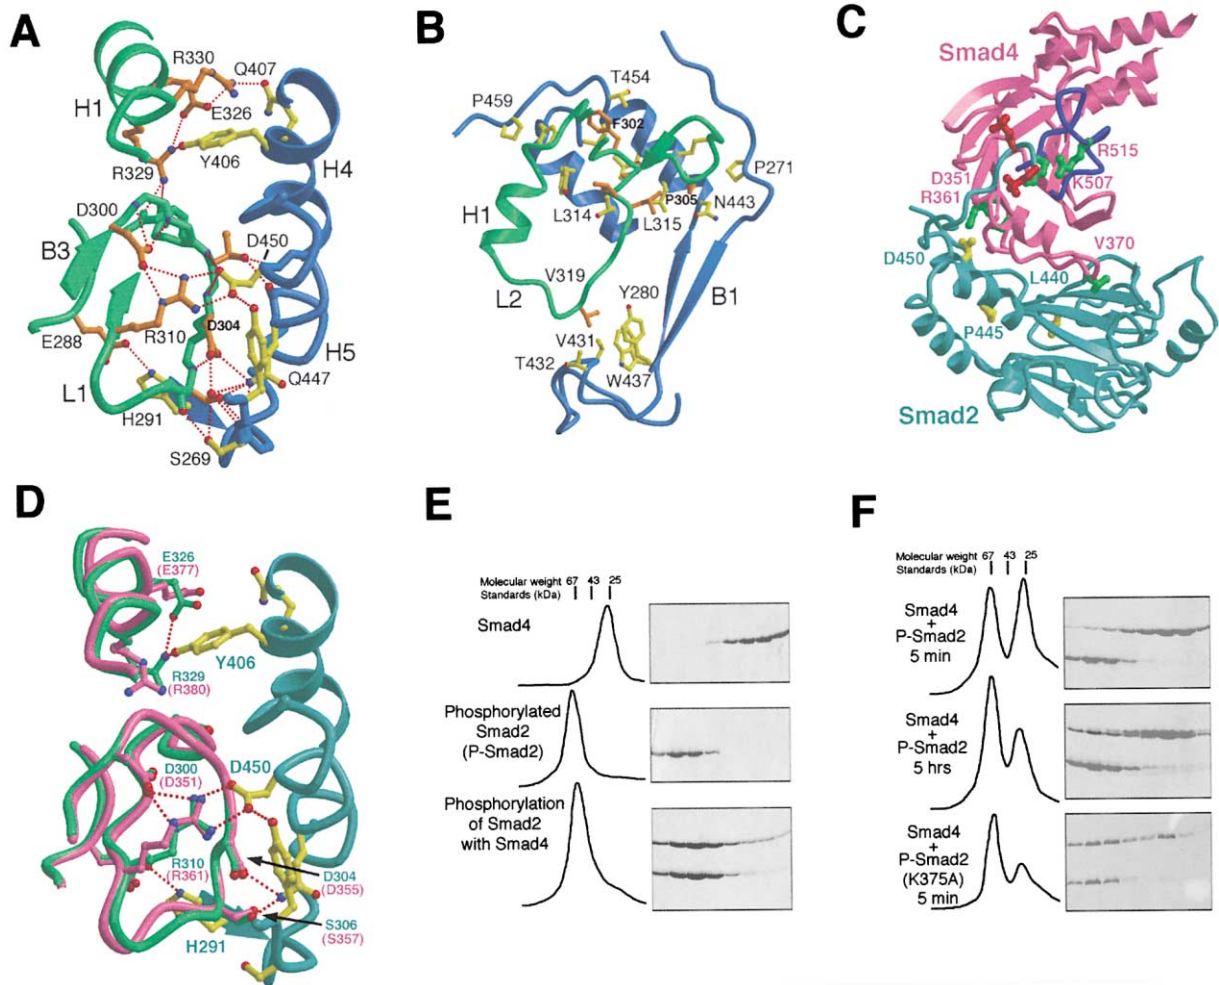 A
R330
Q407
H1
E326
R329
Y406
H4
D300
B3
D450
E288
R310
D304
H5
L1
Q447
H291
S269
B
T454
P459
F302
P271
H1
L314
L315
P305
N443
V319
L2
Y280
B1
V431
T432
W437
C
Smad4
R515
D351
R361
K507
D450
V370
L440
P445
Smad2
D
E326
(E377)
Y406
R329
(R380)
D300
(D351)
D450
R310
(R361)
D304
(D355)
S306
(S357)
H291
E
Molecular weight 67 43 25
Standards (kDa)
Smad4
Phosphorylated
Smad2
(P-Smad2)
Phosphorylation
of Smad2
with Smad4
F
Molecular weight 67 43 25
Standards (kDa)
Smad4
+
P-Smad2
5 min
Smad4
+
P-Smad2
5 hrs
Smad4
+
P-Smad2
(K375A)
5 min